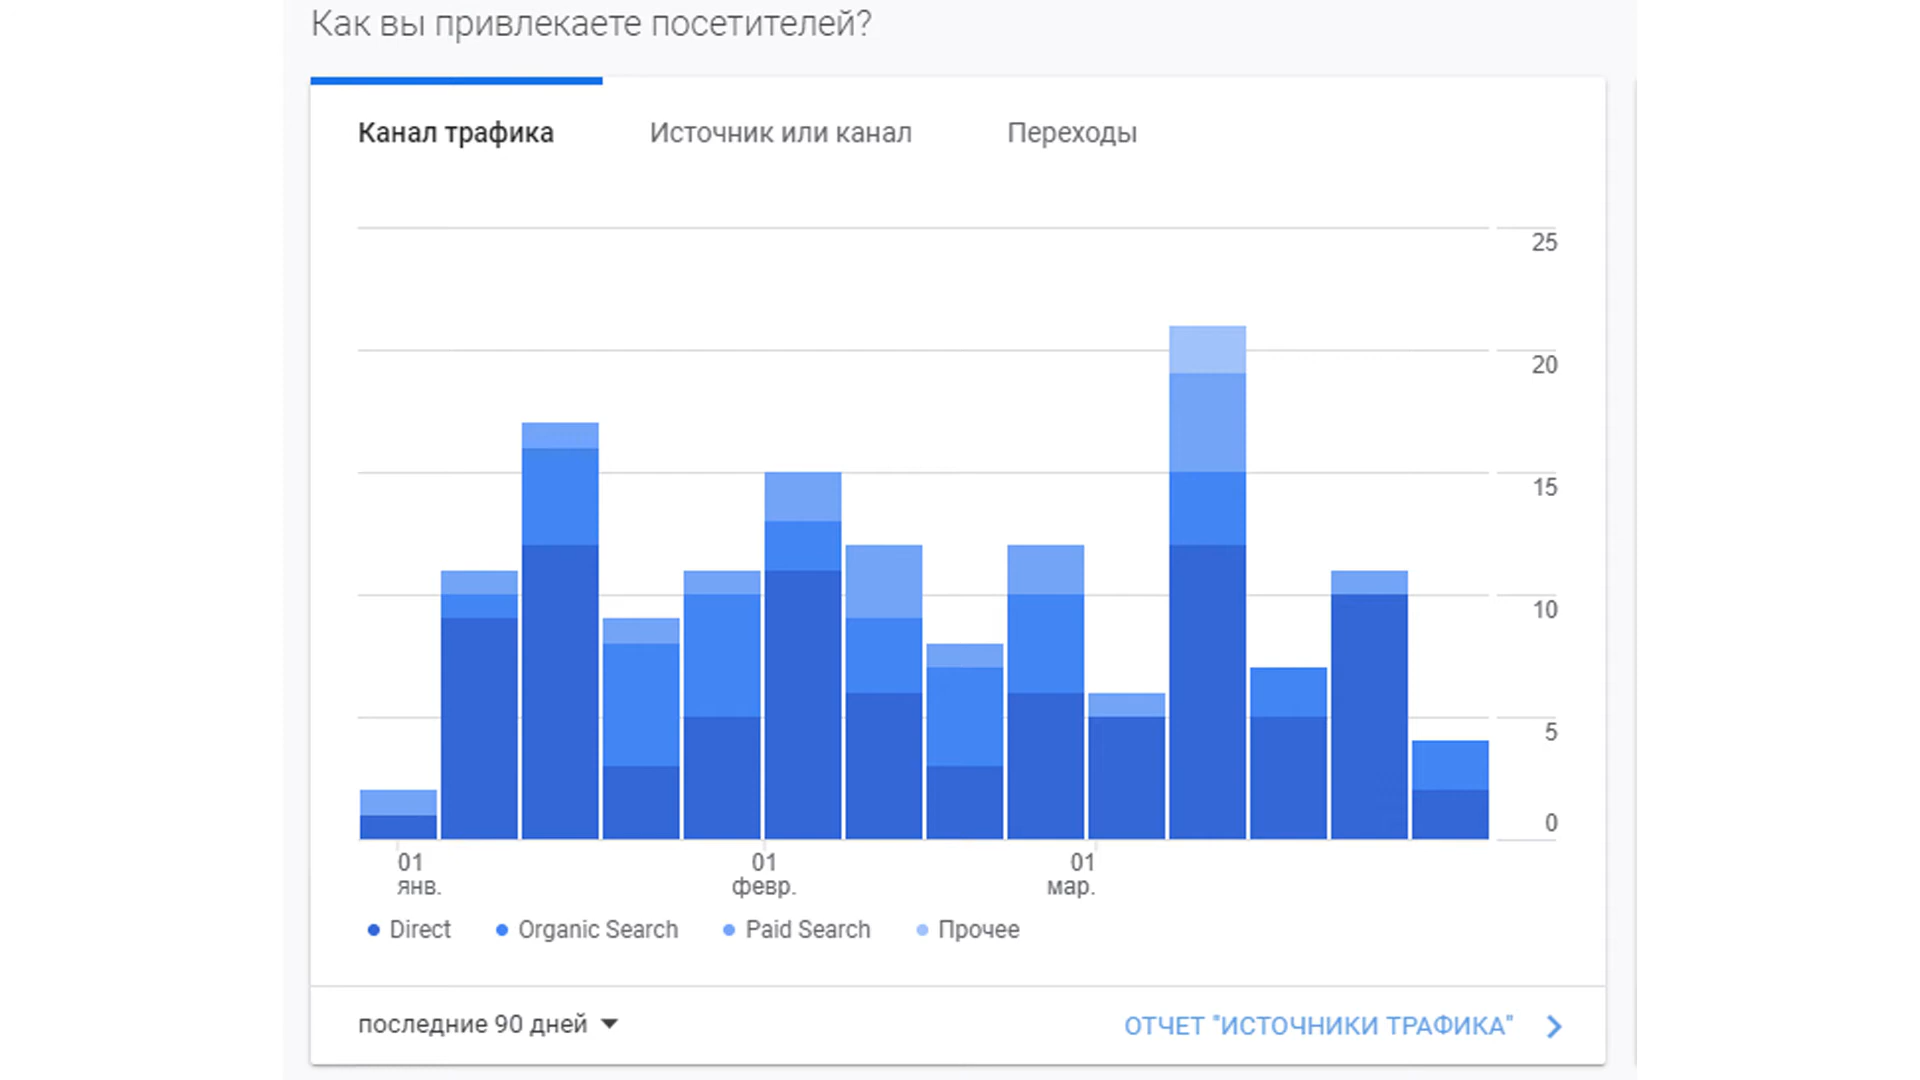 Как вы привлекаете посетителей?
Канал трафика
Источник или канал
Переходы
25
20
15
10
5
0
01
янв.
01
февр.
01
мар.
Direct
Organic Search
Paid Search
Прочее
последние 90 дней
ОТЧЕТ "ИСТОЧНИКИ ТРАФИКА"